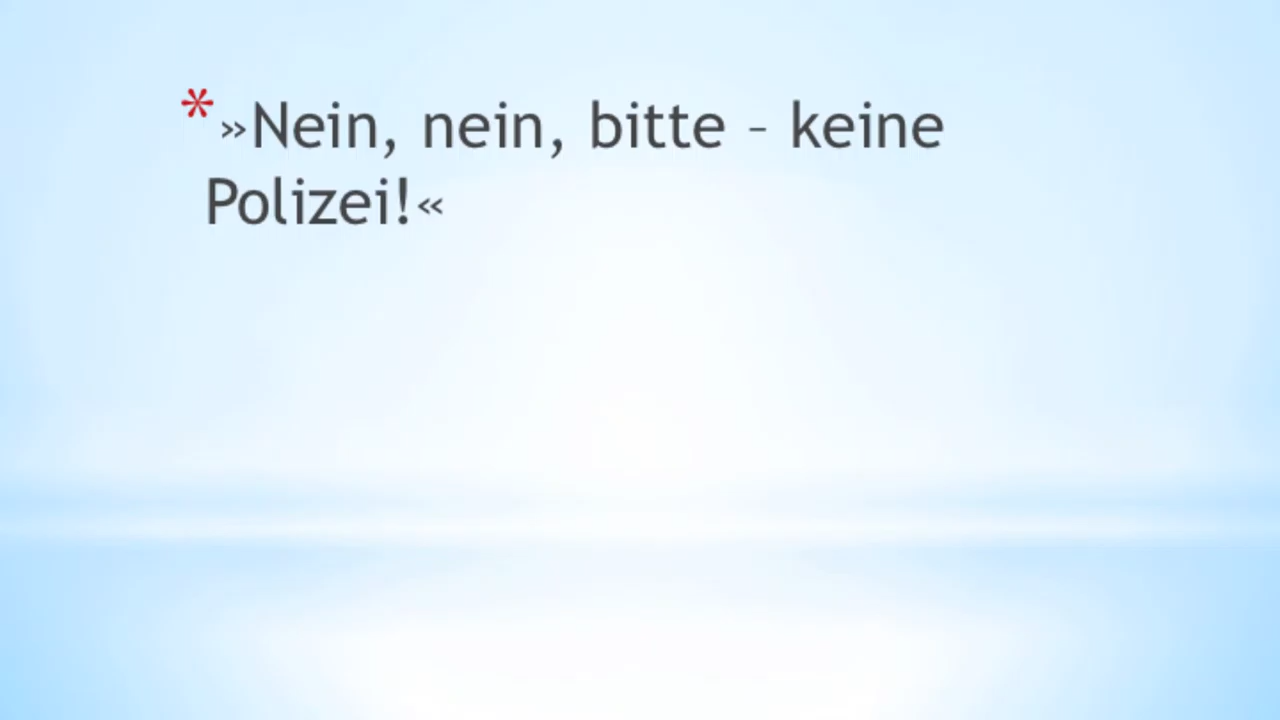 * »Nein, nein, bitte – keine
Polizei!«